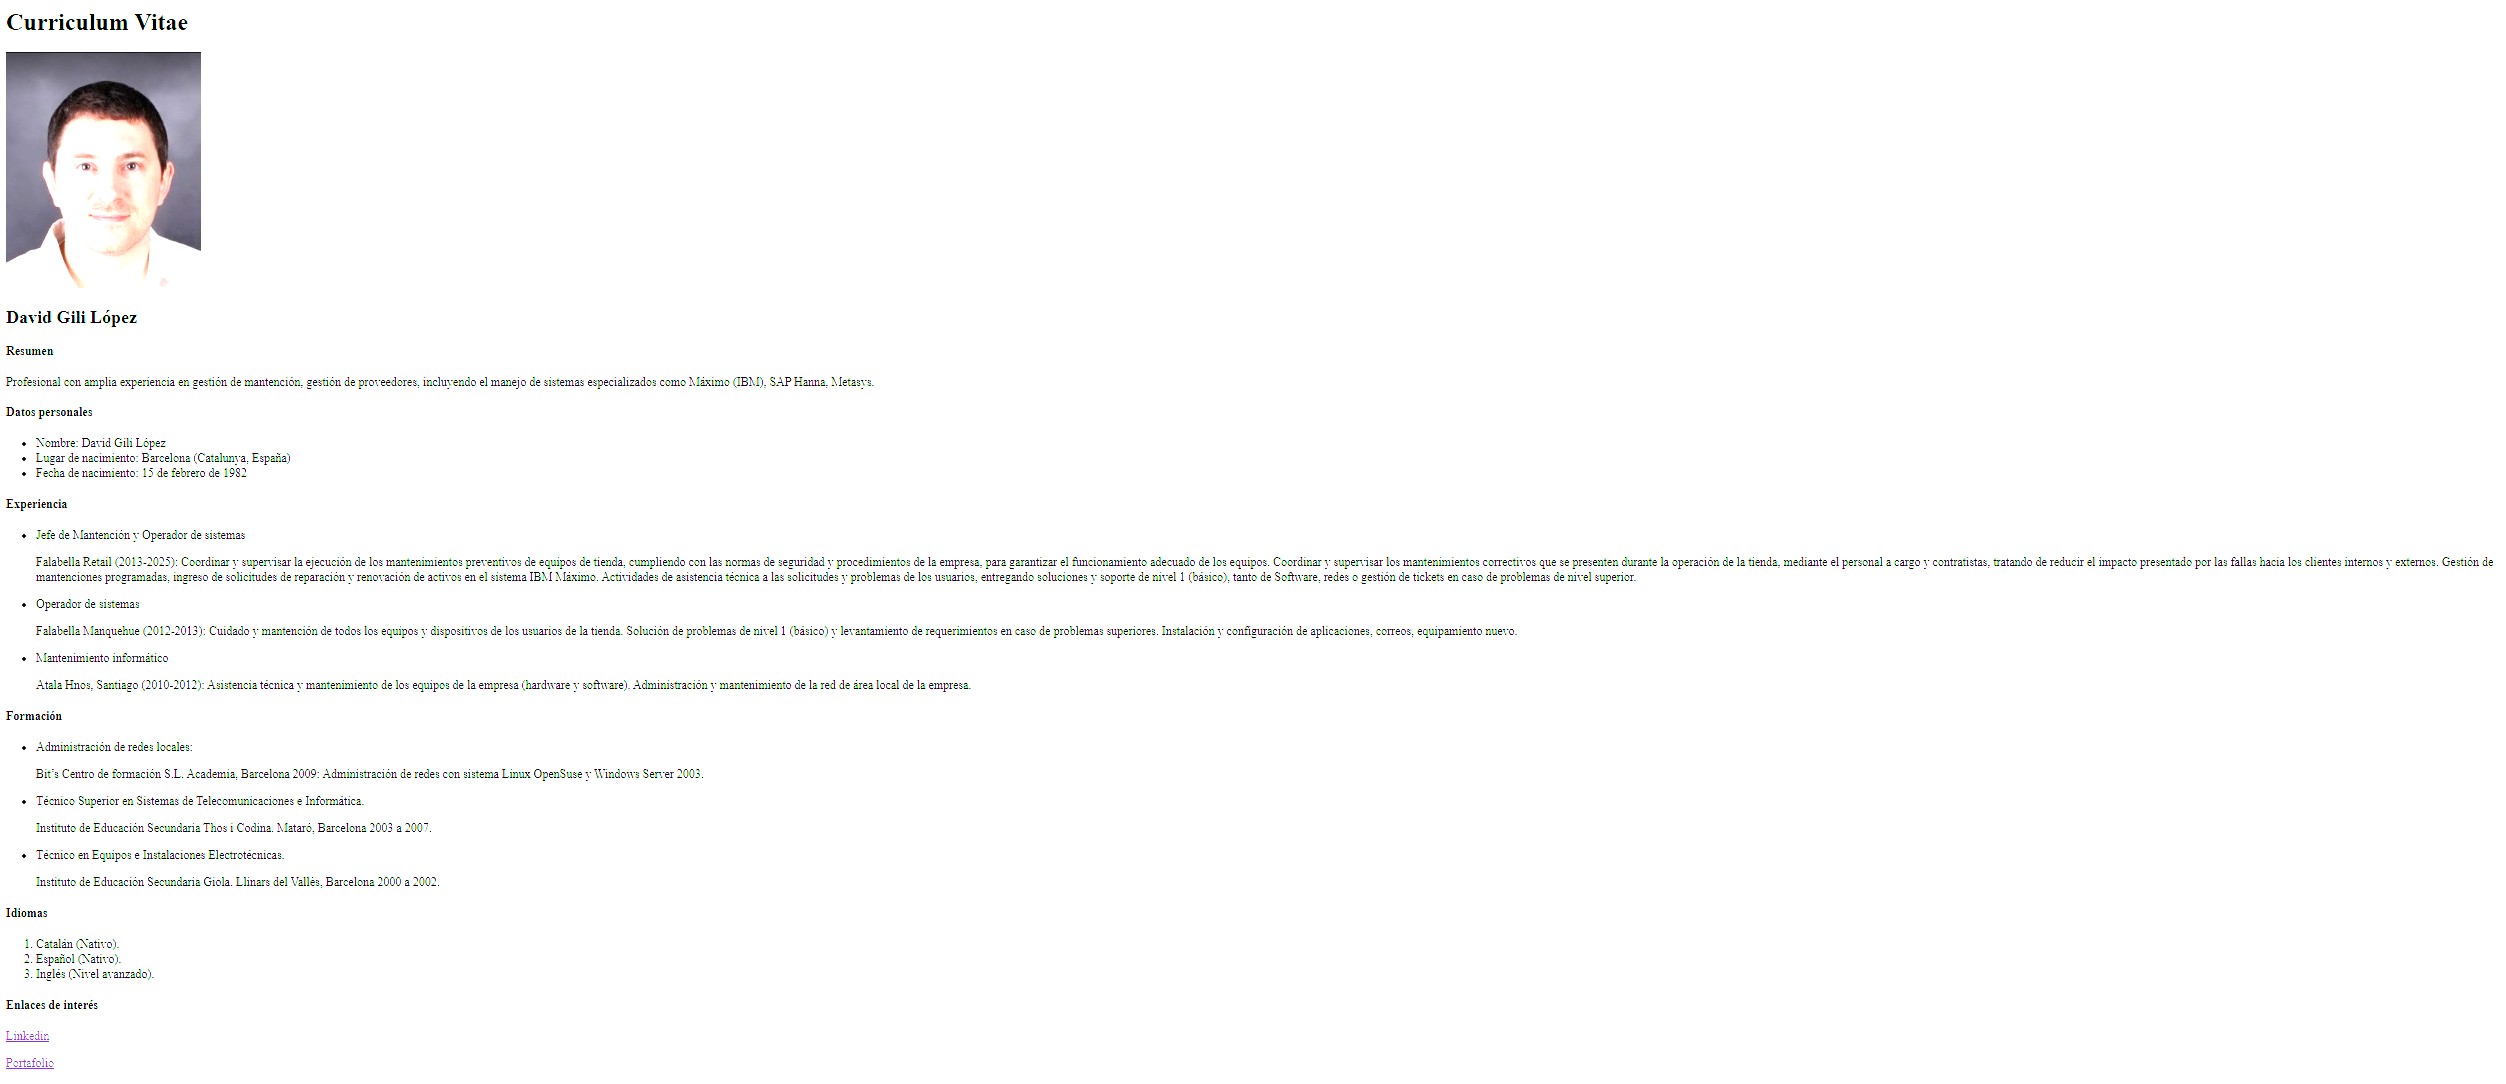 Curriculum Vitae
David Gili López
Resumen
Profesional con amplia experiencia en gestión de mantención, gestión de proveedores, incluyendo el manejo de sistemas especializados como Máximo (IBM), SAP Hanna, Metasys.
Datos personales
• Nombre: David Gili López
• Lugar de nacimiento: Barcelona (Catalunya, España)
• Fecha de nacimiento: 15 de febrero de 1982
Experiencia
• Jefe de Mantención y Operador de sistemas
Falabella Retail (2013-2025): Coordinar y supervisar la ejecución de los mantenimientos preventivos de equipos de tienda, cumpliendo con las normas de seguridad y procedimientos de la empresa, para garantizar el funcionamiento adecuado de los equipos. Coordinar y supervisar los mantenimientos correctivos que se presenten durante la operación de la tienda, mediante el personal a cargo y contratistas, tratando de reducir el impacto presentado por las fallas hacia los clientes internos y externos. Gestión de
mantenciones programadas, ingreso de solicitudes de reparación y renovación de activos en el sistema IBM Máximo. Actividades de asistencia técnica a las solicitudes y problemas de los usuarios, entregando soluciones y soporte de nivel 1 (básico), tanto de Software, redes o gestión de tickets en caso de problemas de nivel superior.
• Operador de sistemas
Falabella Manquehue (2012-2013): Cuidado y mantención de todos los equipos y dispositivos de los usuarios de la tienda. Solución de problemas de nivel 1 (básico) y levantamiento de requerimientos en caso de problemas superiores. Instalación y configuración de aplicaciones, correos, equipamiento nuevo.
• Mantenimiento informático
Atala Hnos, Santiago (2010-2012): Asistencia técnica y mantenimiento de los equipos de la empresa (hardware y software). Administración y mantenimiento de la red de área local de la empresa.
Formación
• Administración de redes locales:
Bit's Centro de formación S.L. Academia, Barcelona 2009: Administración de redes con sistema Linux OpenSuse y Windows Server 2003.
• Técnico Superior en Sistemas de Telecomunicaciones e Informática.
Instituto de Educación Secundaria Thos i Codina. Mataró, Barcelona 2003 a 2007.
• Técnico en Equipos e Instalaciones Electrotécnicas.
Instituto de Educación Secundaria Giola. Llinars del Vallès, Barcelona 2000 a 2002.
Idiomas
1. Catalán (Nativo).
2. Español (Nativo).
3. Inglés (Nivel avanzado).
Enlaces de interés
Linkedin
Portafolio